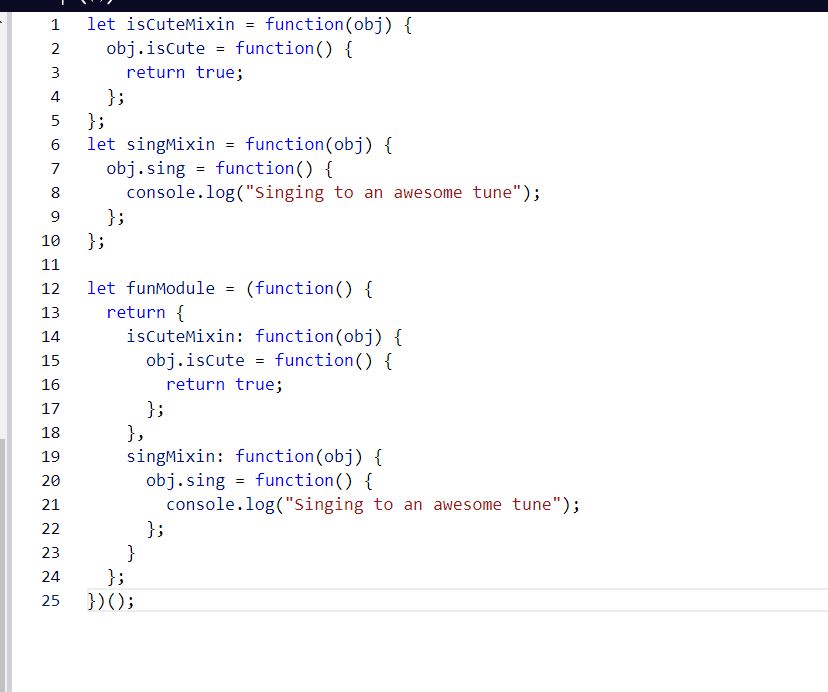 1 let isCuteMixin = function(obj) {
2   obj.isCute = function() {
3     return true;
4   };
5 };
6 let singMixin = function(obj) {
7   obj.sing = function() {
8     console.log("Singing to an awesome tune");
9   };
10 };
11
12 let funModule = (function() {
13   return {
14     isCuteMixin: function(obj) {
15       obj.isCute = function() {
16         return true;
17       };
18     },
19     singMixin: function(obj) {
20       obj.sing = function() {
21         console.log("Singing to an awesome tune");
22       };
23     }
24   };
25 })();